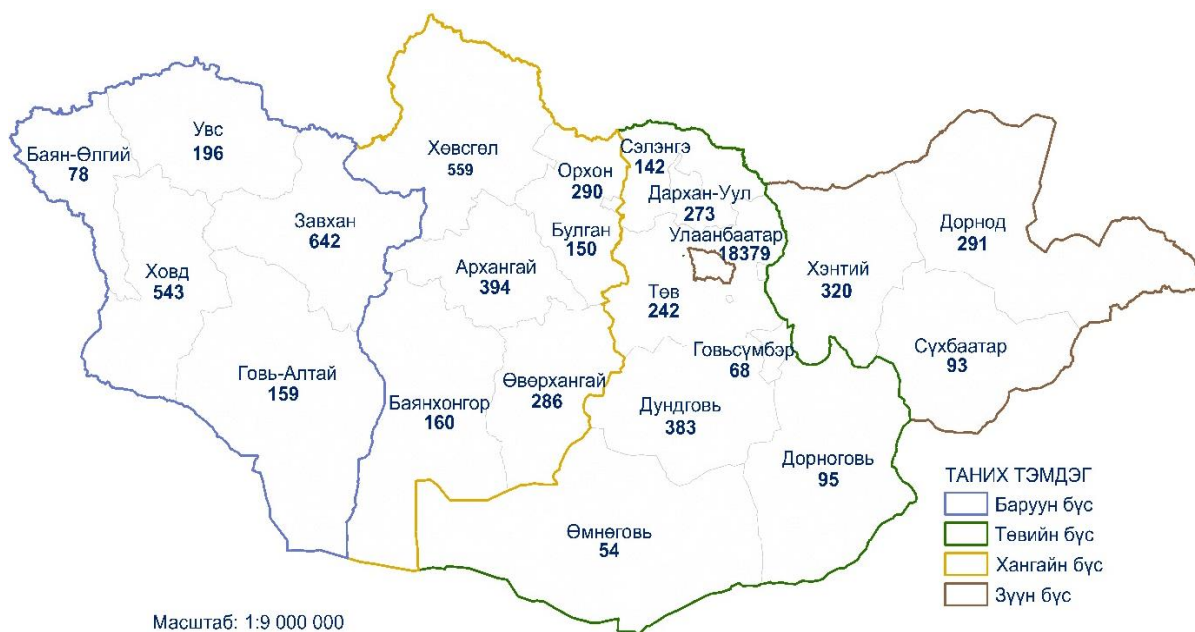 Увс
196
Баян-Өлгий
78
Ховд
543
Завхан
642
Говь-Алтай
159
Хөвсгөл
559
Орхон
290
Булган
150
Архангай
394
Баянхонгор
160
Өвөрхангай
286
Сэлэнгэ
142
Дархан-Уул
273
Улаанбаатар
18379
Төв
242
Говьсүмбэр
68
Дундговь
383
Дорноговь
95
Өмнөговь
54
Хэнтий
320
Дорнод
291
Сүхбаатар
93
ТАНИХ ТЭМДЭГ
Баруун бүс
Төвийн бүс
Хангайн бүс
Зүүн бүс
Масштаб: 1:9 000 000